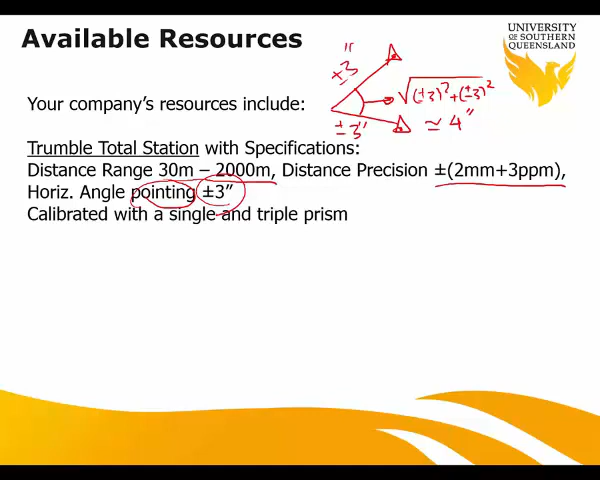 Available Resources
UNIVERSITY
OF SOUTHERN
QUEENSLAND
±3"
√(±3)²+(±3)²
Your company's resources include:
±3"
≃ 4"
Trumble Total Station with Specifications:
Distance Range 30m – 2000m, Distance Precision ±(2mm+3ppm),
Horiz. Angle pointing ±3"
Calibrated with a single and triple prism